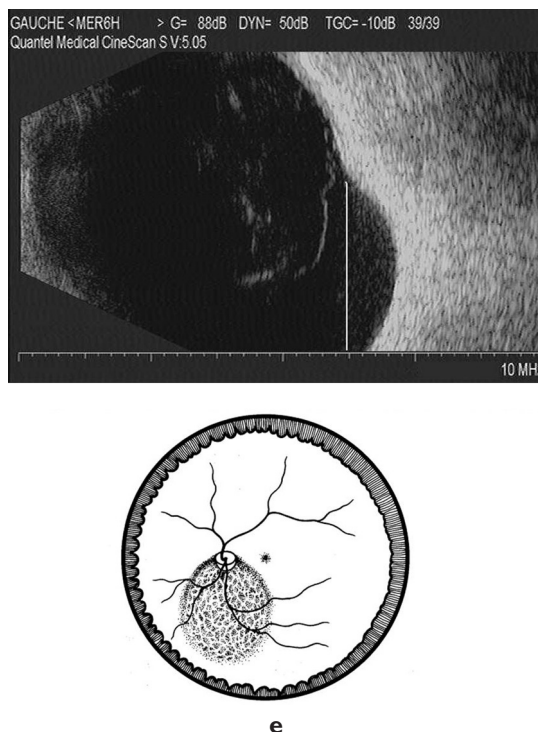 GAUCHE <MER6H > G= 88dB DYN= 50dB TGC= -10dB 39/39
Quantel Medical CineScan S V:5.05
10 MH
e